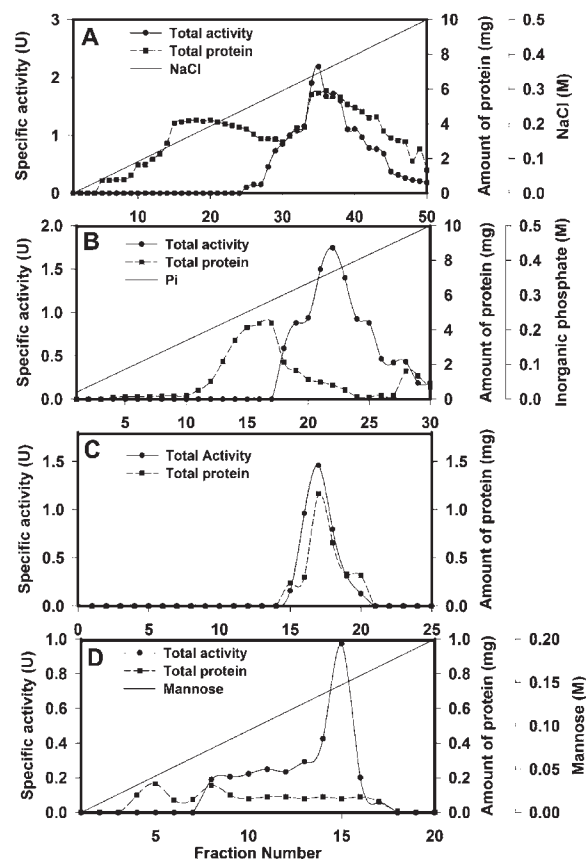 A
Total activity
Total protein
NaCl
Specific activity (U)
3
2
1
0
10
20
30
40
50
10
8
6
4
2
0
Amount of protein (mg)
0.5
0.4
0.3
0.2
0.1
0.0
NaCl (M)
B
Total activity
Total protein
Pi
Specific activity (U)
2.0
1.5
1.0
0.5
0.0
5
10
15
20
25
30
10
8
6
4
2
0
Amount of protein (mg)
0.5
0.4
0.3
0.2
0.1
0.0
Inorganic phosphate (M)
C
Total Activity
Total protein
Specific activity (U)
1.5
1.0
0.5
0.0
0
5
10
15
20
25
1.5
1.0
0.5
0.0
Amount of protein (mg)
D
Total activity
Total protein
Mannose
Specific activity (U)
1.0
0.8
0.6
0.4
0.2
0.0
5
10
15
20
1.0
0.8
0.6
0.4
0.2
0.0
Amount of protein (mg)
0.20
0.15
0.10
0.05
0.00
Mannose (M)
Fraction Number